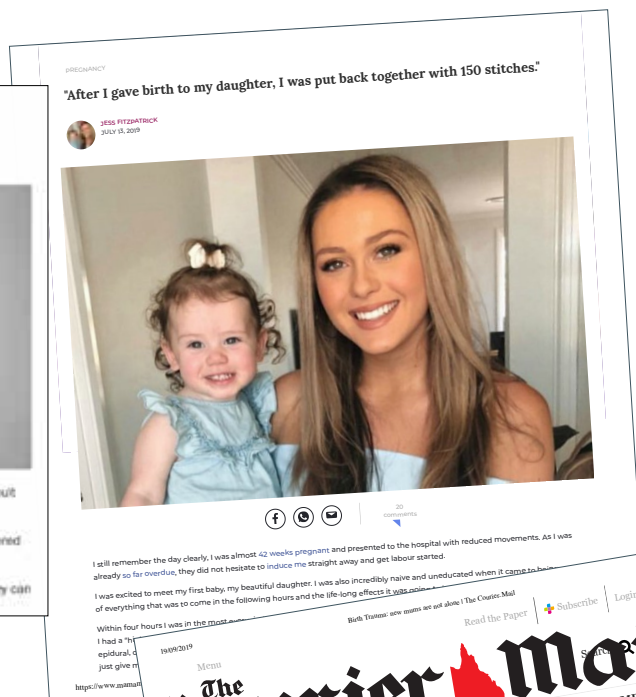 PREGNANCY
"After I gave birth to my daughter, I was put back together with 150 stitches."
JESS FITZPATRICK
JULY 13, 2019
20
comments
ered
y can
I still remember the day clearly, I was almost 42 weeks pregnant and presented to the hospital with reduced movements. As I was
already so far overdue, they did not hesitate to induce me straight away and get labour started.
I was excited to meet my first baby, my beautiful daughter. I was also incredibly naive and uneducated when it came to
of everything that was to come in the following hours and the life-long effects it was
Within four hours I was in the most
I had a "h
epidural,
just give m
https://www.mamam
19/09/2019
Birth Trauma: new mums are not alone | The Courier-Mail
Menu
Read the Paper
Subscribe
Login
Search
The
rier Ma